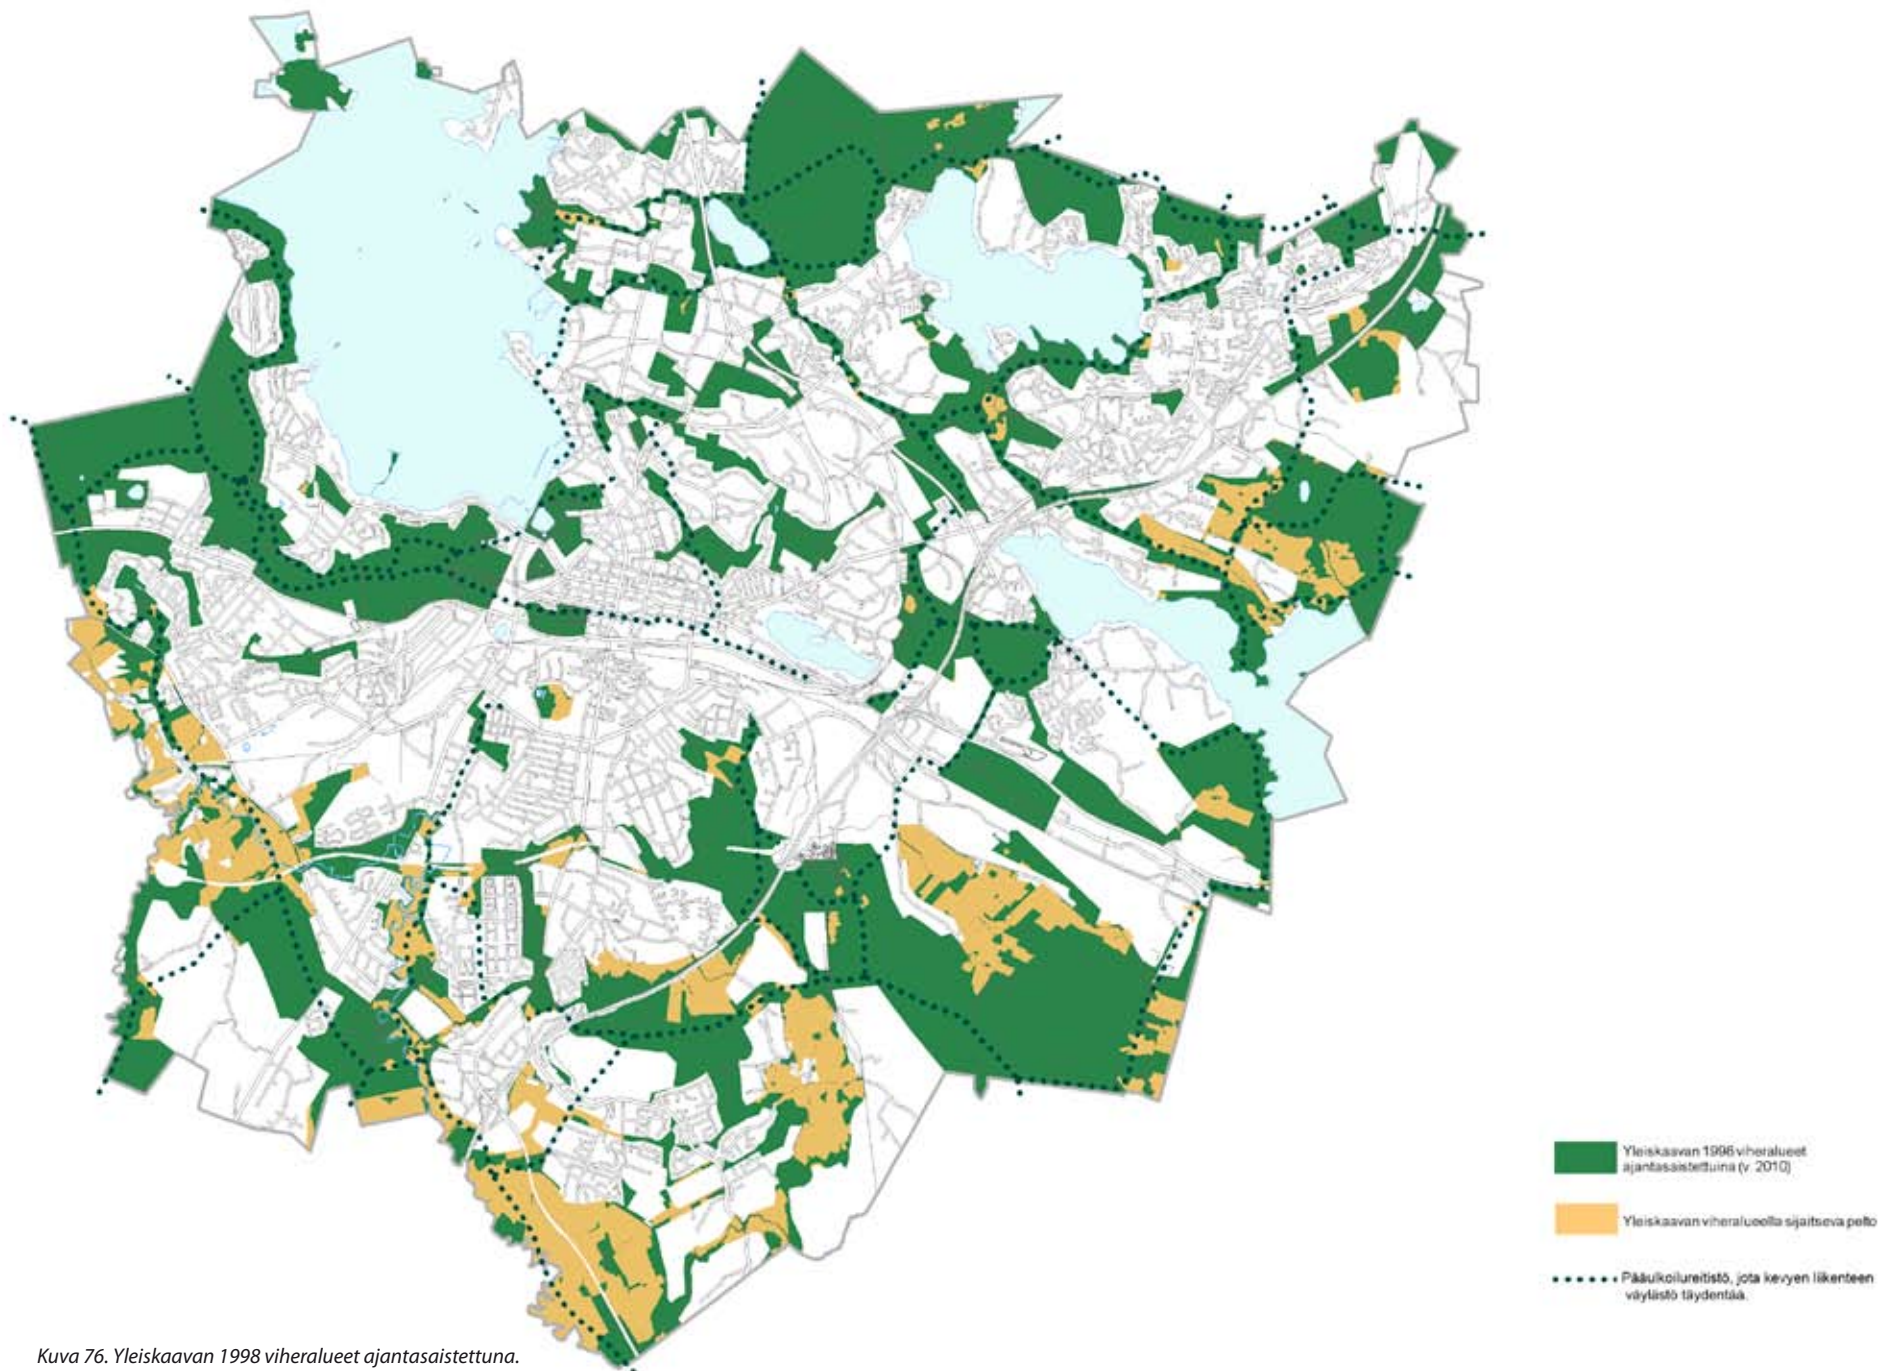 Yleiskaavan 1998 viheralueet
ajantasaistettuina (v. 2010)
Yleiskaavan viheralueella sijaitseva pelto
Pääulkoilureitistö, jota kevyen liikenteen
väylästö täydentää.
Kuva 76. Yleiskaavan 1998 viheralueet ajantasaistettuna.